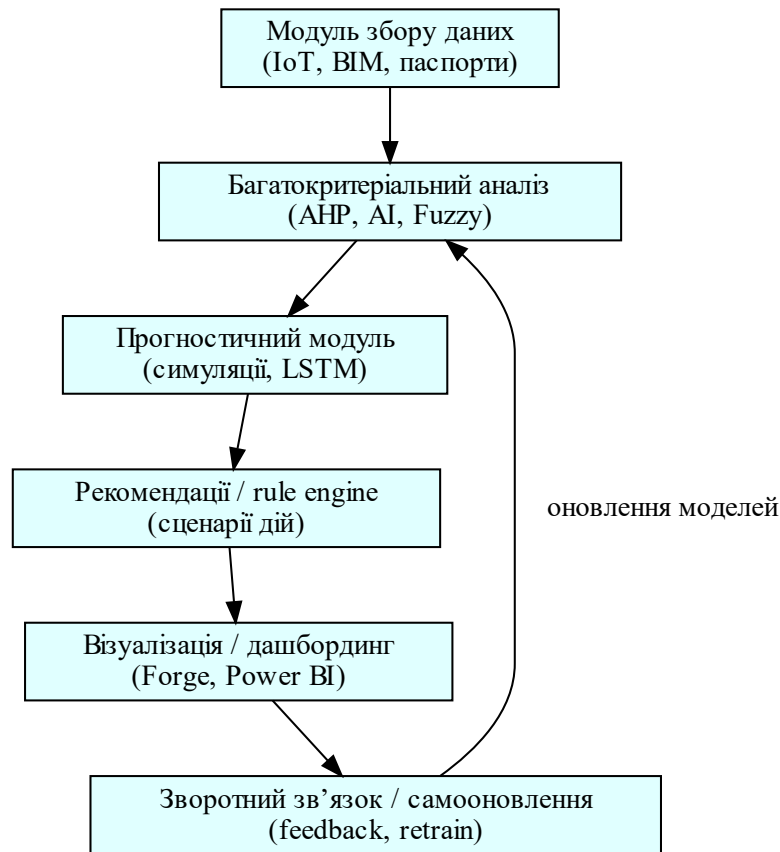 Модуль збору даних
(IoT, BIM, паспорти)
Багатокритеріальний аналіз
(AHP, AI, Fuzzy)
Прогностичний модуль
(симуляції, LSTM)
Рекомендації / rule engine
(сценарії дій)
оновлення моделей
Візуалізація / дашбординг
(Forge, Power BI)
Зворотний зв’язок / самооновлення
(feedback, retrain)